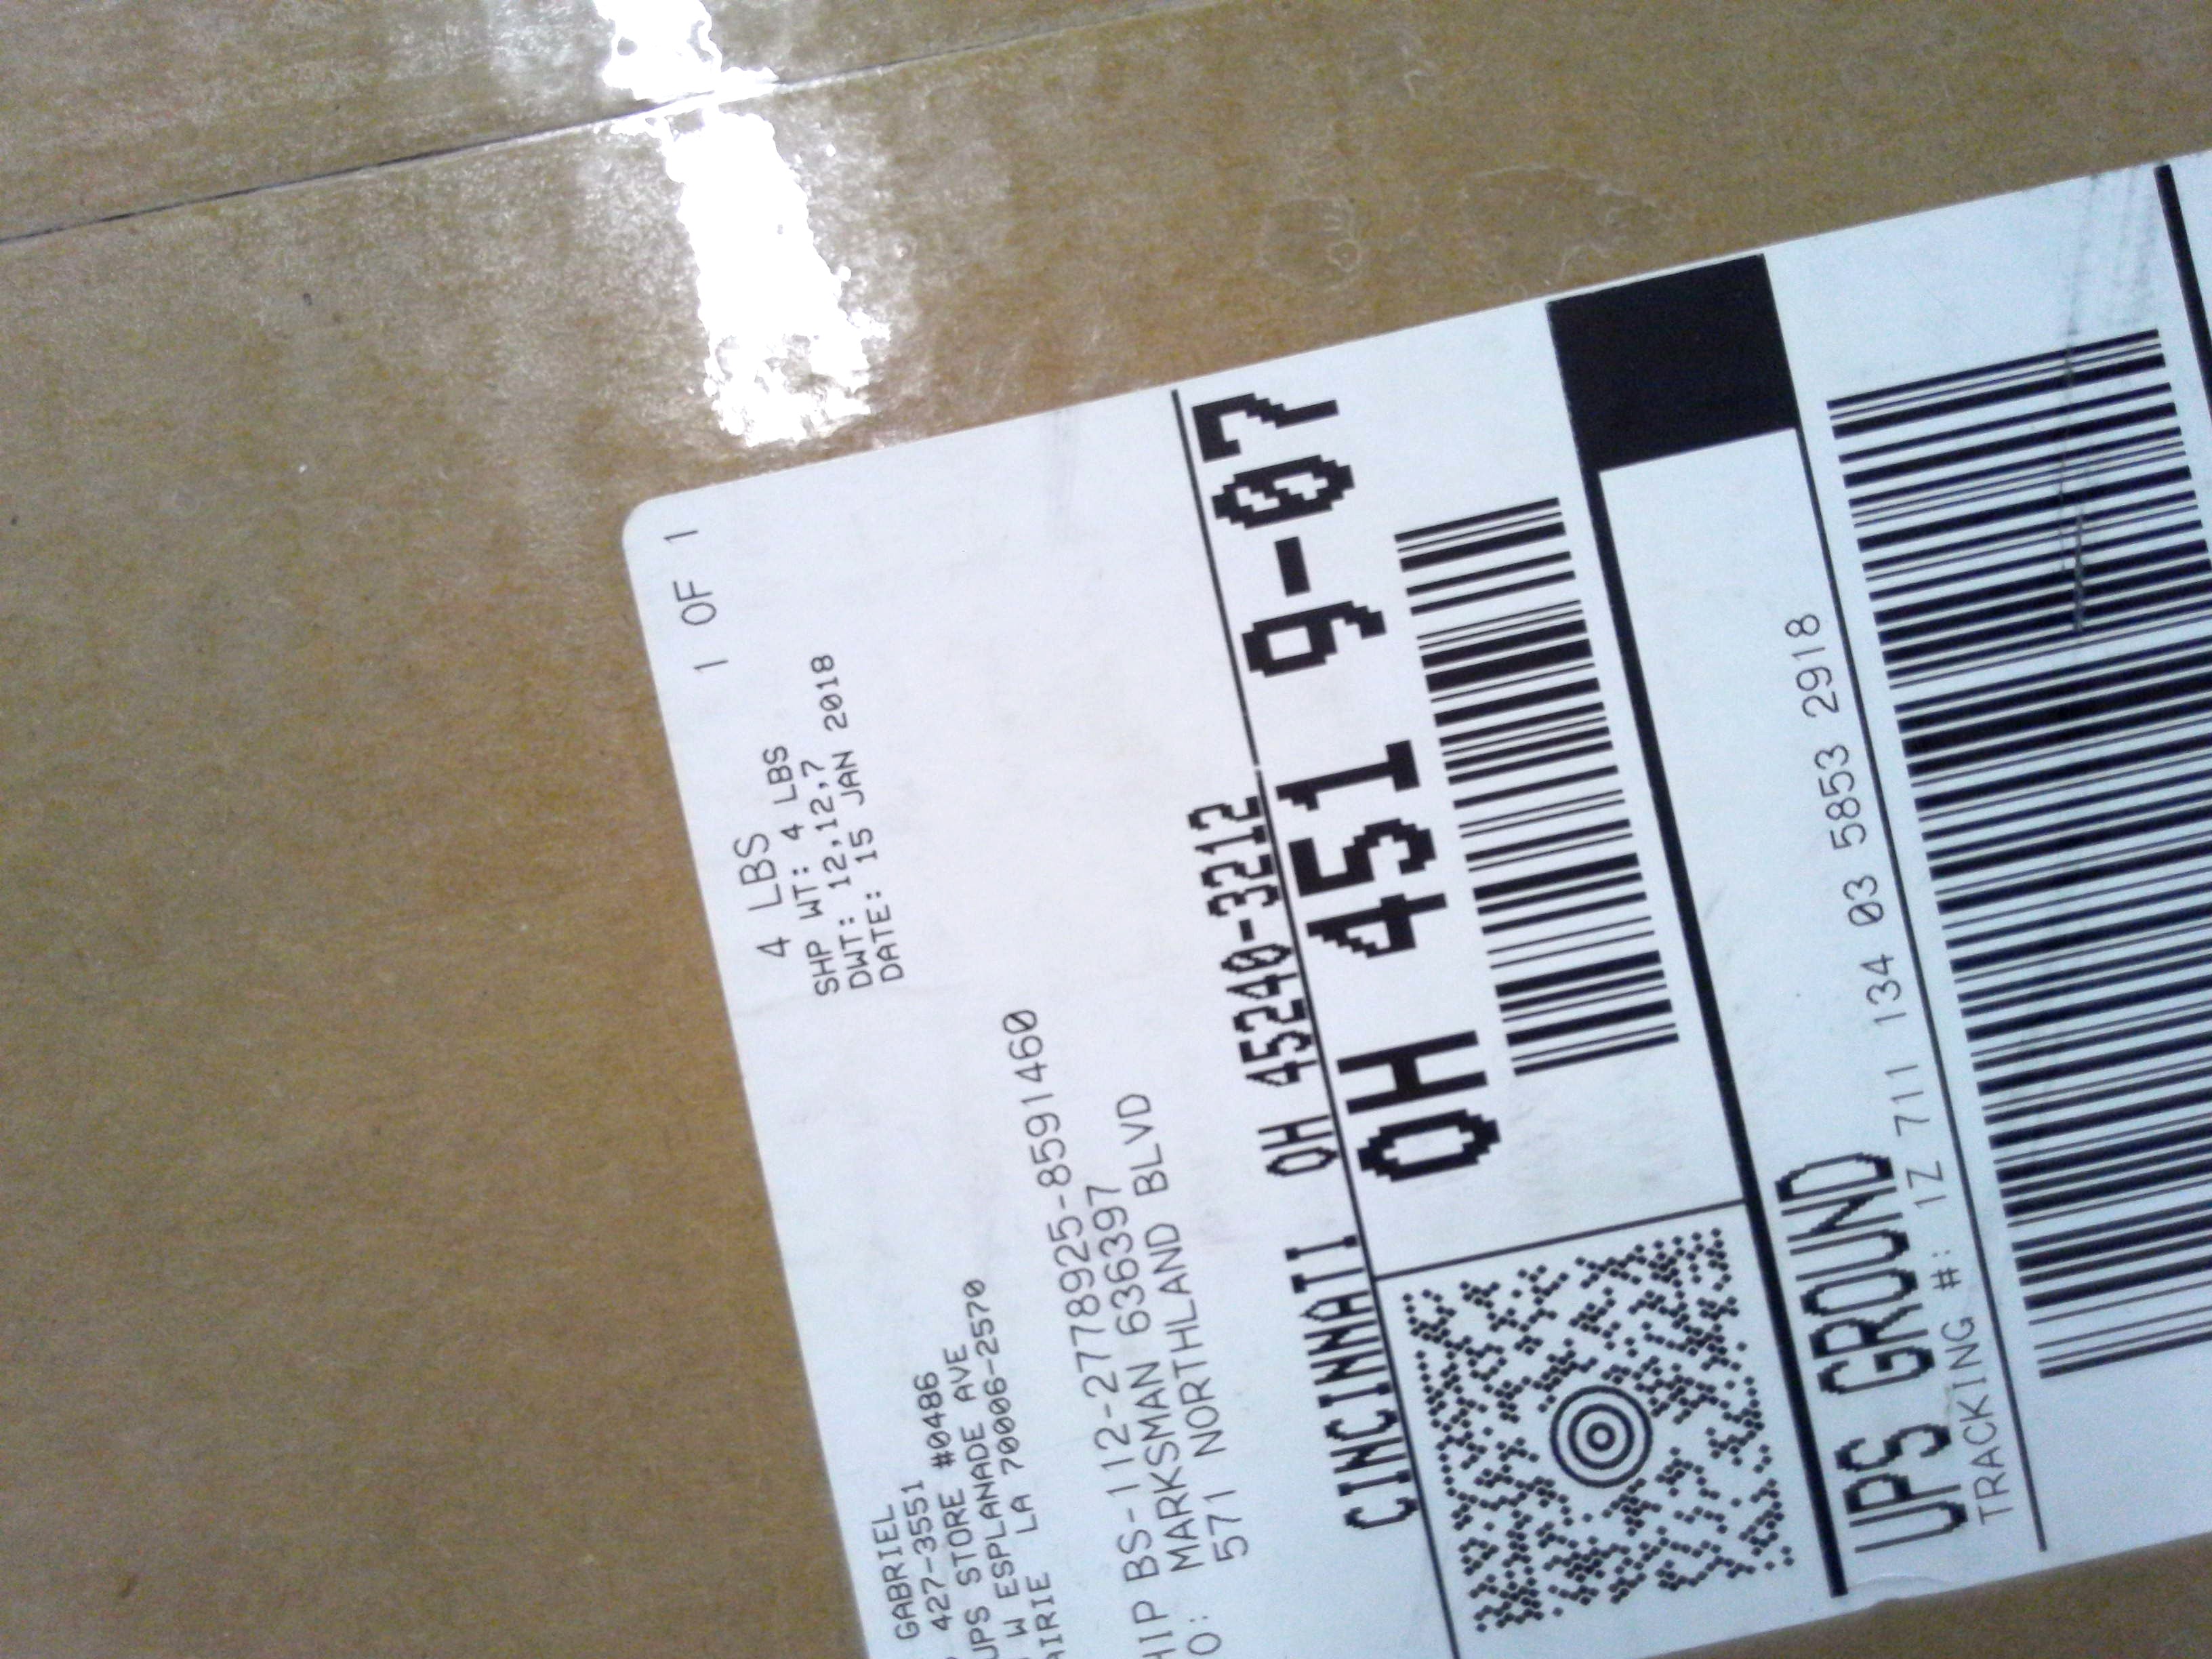 GABRIEL
427-3551
UPS STORE #0486
W ESPLANADE AVE
AIRIE LA 70006-2570
4 LBS
1 OF 1
SHP WT: 4 LBS
DWT: 12,12,7
DATE: 15 JAN 2018
HIP BS-112-2778925-8591460
O: MARKSMAN 636397
571 NORTHLAND BLVD
CINCINNATI OH 45240-3212
OH 451 9-07
UPS GROUND
TRACKING #: 1Z 711 134 03 5853 2918